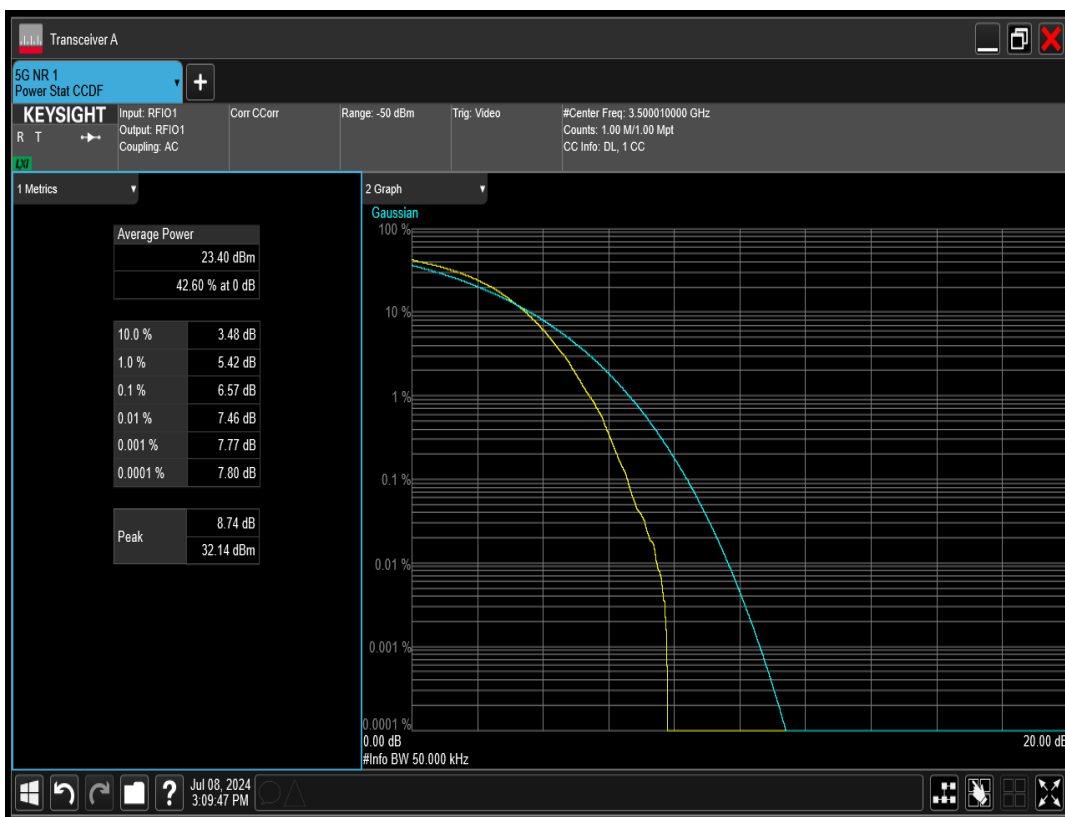 Transceiver A
5G NR 1
Power Stat CCDF
+
KEYSIGHT
R T
LXI
Input: RFIO1
Output: RFIO1
Coupling: AC
Corr CCorr
Range: -50 dBm
Trig: Video
#Center Freq: 3.500010000 GHz
Counts: 1.00 M/1.00 Mpt
CC Info: DL, 1 CC
1 Metrics
Average Power
23.40 dBm
42.60 % at 0 dB
10.0 % 3.48 dB
1.0 % 5.42 dB
0.1 % 6.57 dB
0.01 % 7.46 dB
0.001 % 7.77 dB
0.0001 % 7.80 dB
Peak 8.74 dB
32.14 dBm
2 Graph
Gaussian
100 %
10 %
1 %
0.1 %
0.01 %
0.001 %
0.0001 %
0.00 dB 20.00 dB
#Info BW 50.000 kHz
?
Jul 08, 2024
3:09:47 PM